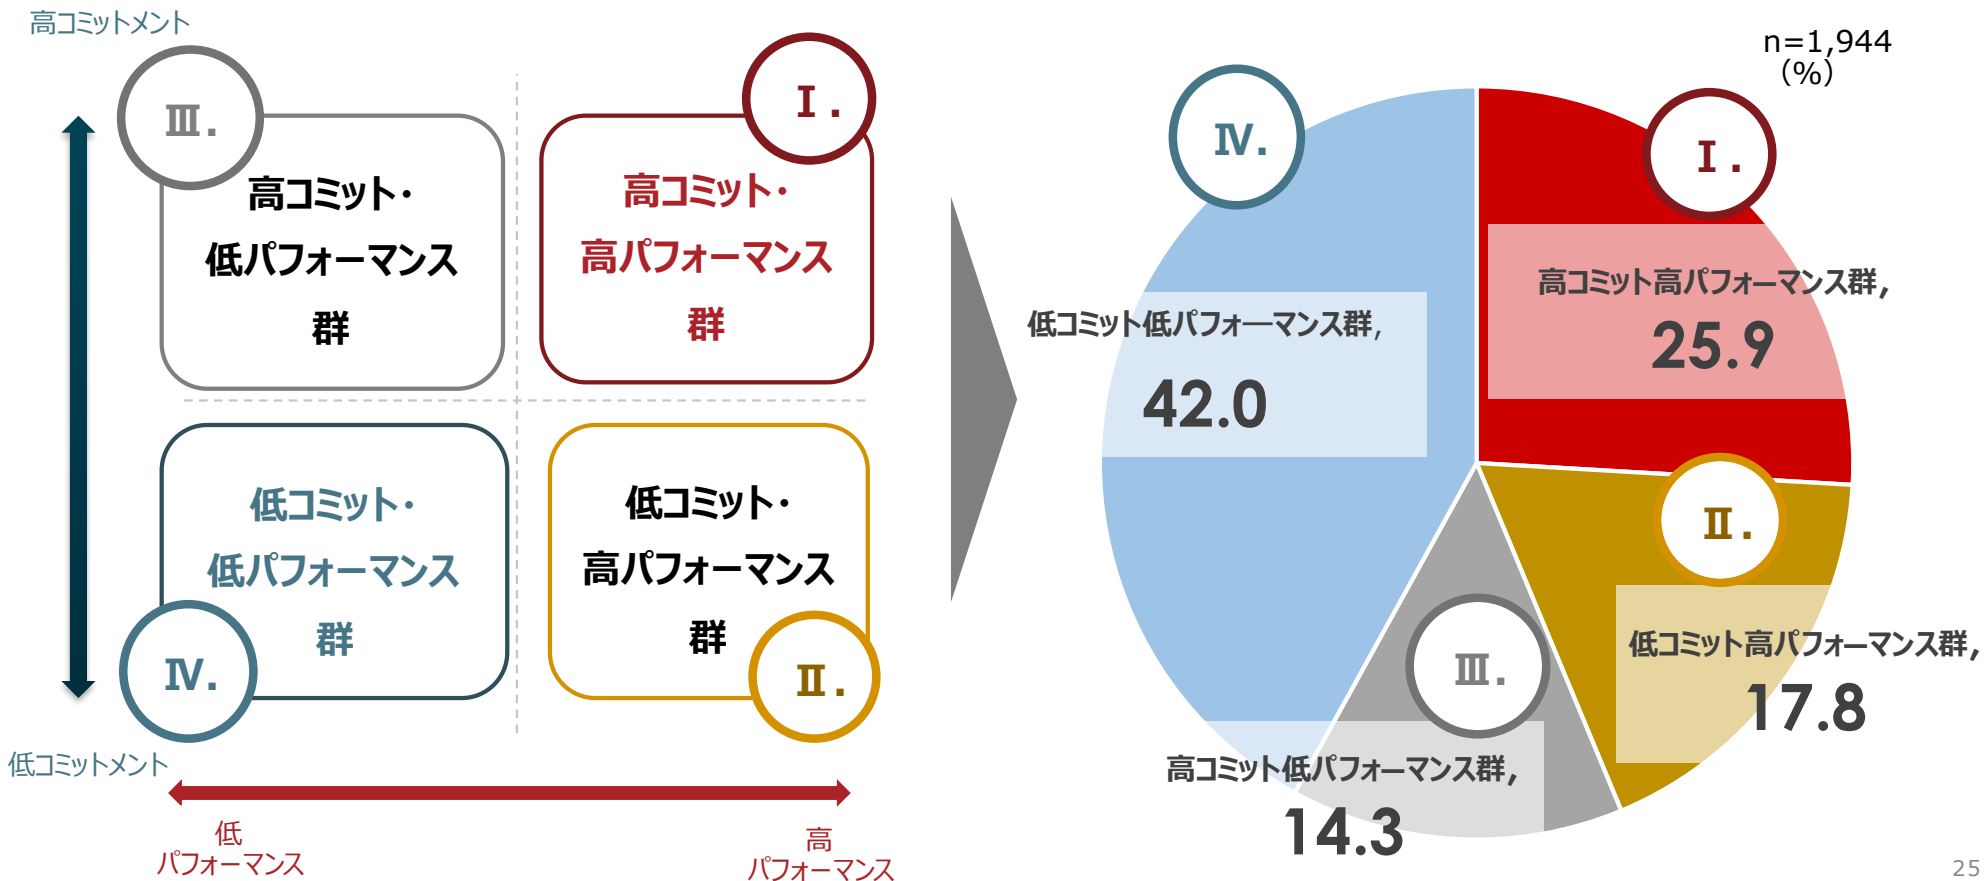 高コミットメント
Ⅲ.
高コミット・
低パフォーマンス
群
Ⅰ.
高コミット・
高パフォーマンス
群
低コミット・
低パフォーマンス
群
Ⅳ.
低コミット・
高パフォーマンス
群
Ⅱ.
低コミットメント
低
パフォーマンス
高
パフォーマンス
n=1,944
(%)
Ⅳ.
Ⅰ.
高コミット高パフォーマンス群,
25.9
低コミット低パフォーマンス群,
42.0
Ⅱ.
低コミット高パフォーマンス群,
17.8
Ⅲ.
高コミット低パフォーマンス群,
14.3
25